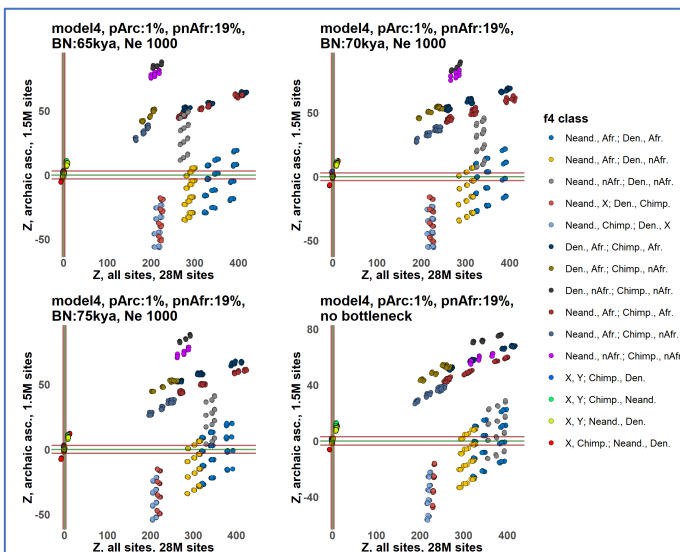 model4, pArc:1%, pnAfr:19%,
BN:65kya, Ne 1000
Z, archaic asc., 1.5M sites
50
0
-50
0 100 200 300 400
Z, all sites, 28M sites
model4, pArc:1%, pnAfr:19%,
BN:70kya, Ne 1000
Z, archaic asc., 1.5M sites
50
0
-50
0 100 200 300 400
Z, all sites, 28M sites
model4, pArc:1%, pnAfr:19%,
BN:75kya, Ne 1000
Z, archaic asc., 1.5M sites
50
0
-50
0 100 200 300 400
Z, all sites, 28M sites
model4, pArc:1%, pnAfr:19%,
no bottleneck
Z, archaic asc., 1.5M sites
80
40
0
-40
0 100 200 300 400
Z, all sites, 28M sites
f4 class
Neand., Afr.; Den., Afr.
Neand., Afr.; Den., nAfr.
Neand., nAfr.; Den., nAfr.
Neand., X; Den., Chimp.
Neand., Chimp.; Den., X
Den., Afr.; Chimp., Afr.
Den., Afr.; Chimp., nAfr.
Den., nAfr.; Chimp., nAfr.
Neand., Afr.; Chimp., Afr.
Neand., Afr.; Chimp., nAfr.
Neand., nAfr.; Chimp., nAfr.
X, Y; Chimp., Den.
X, Y; Chimp., Neand.
X, Y; Neand., Den.
X, Chimp.; Neand., Den.